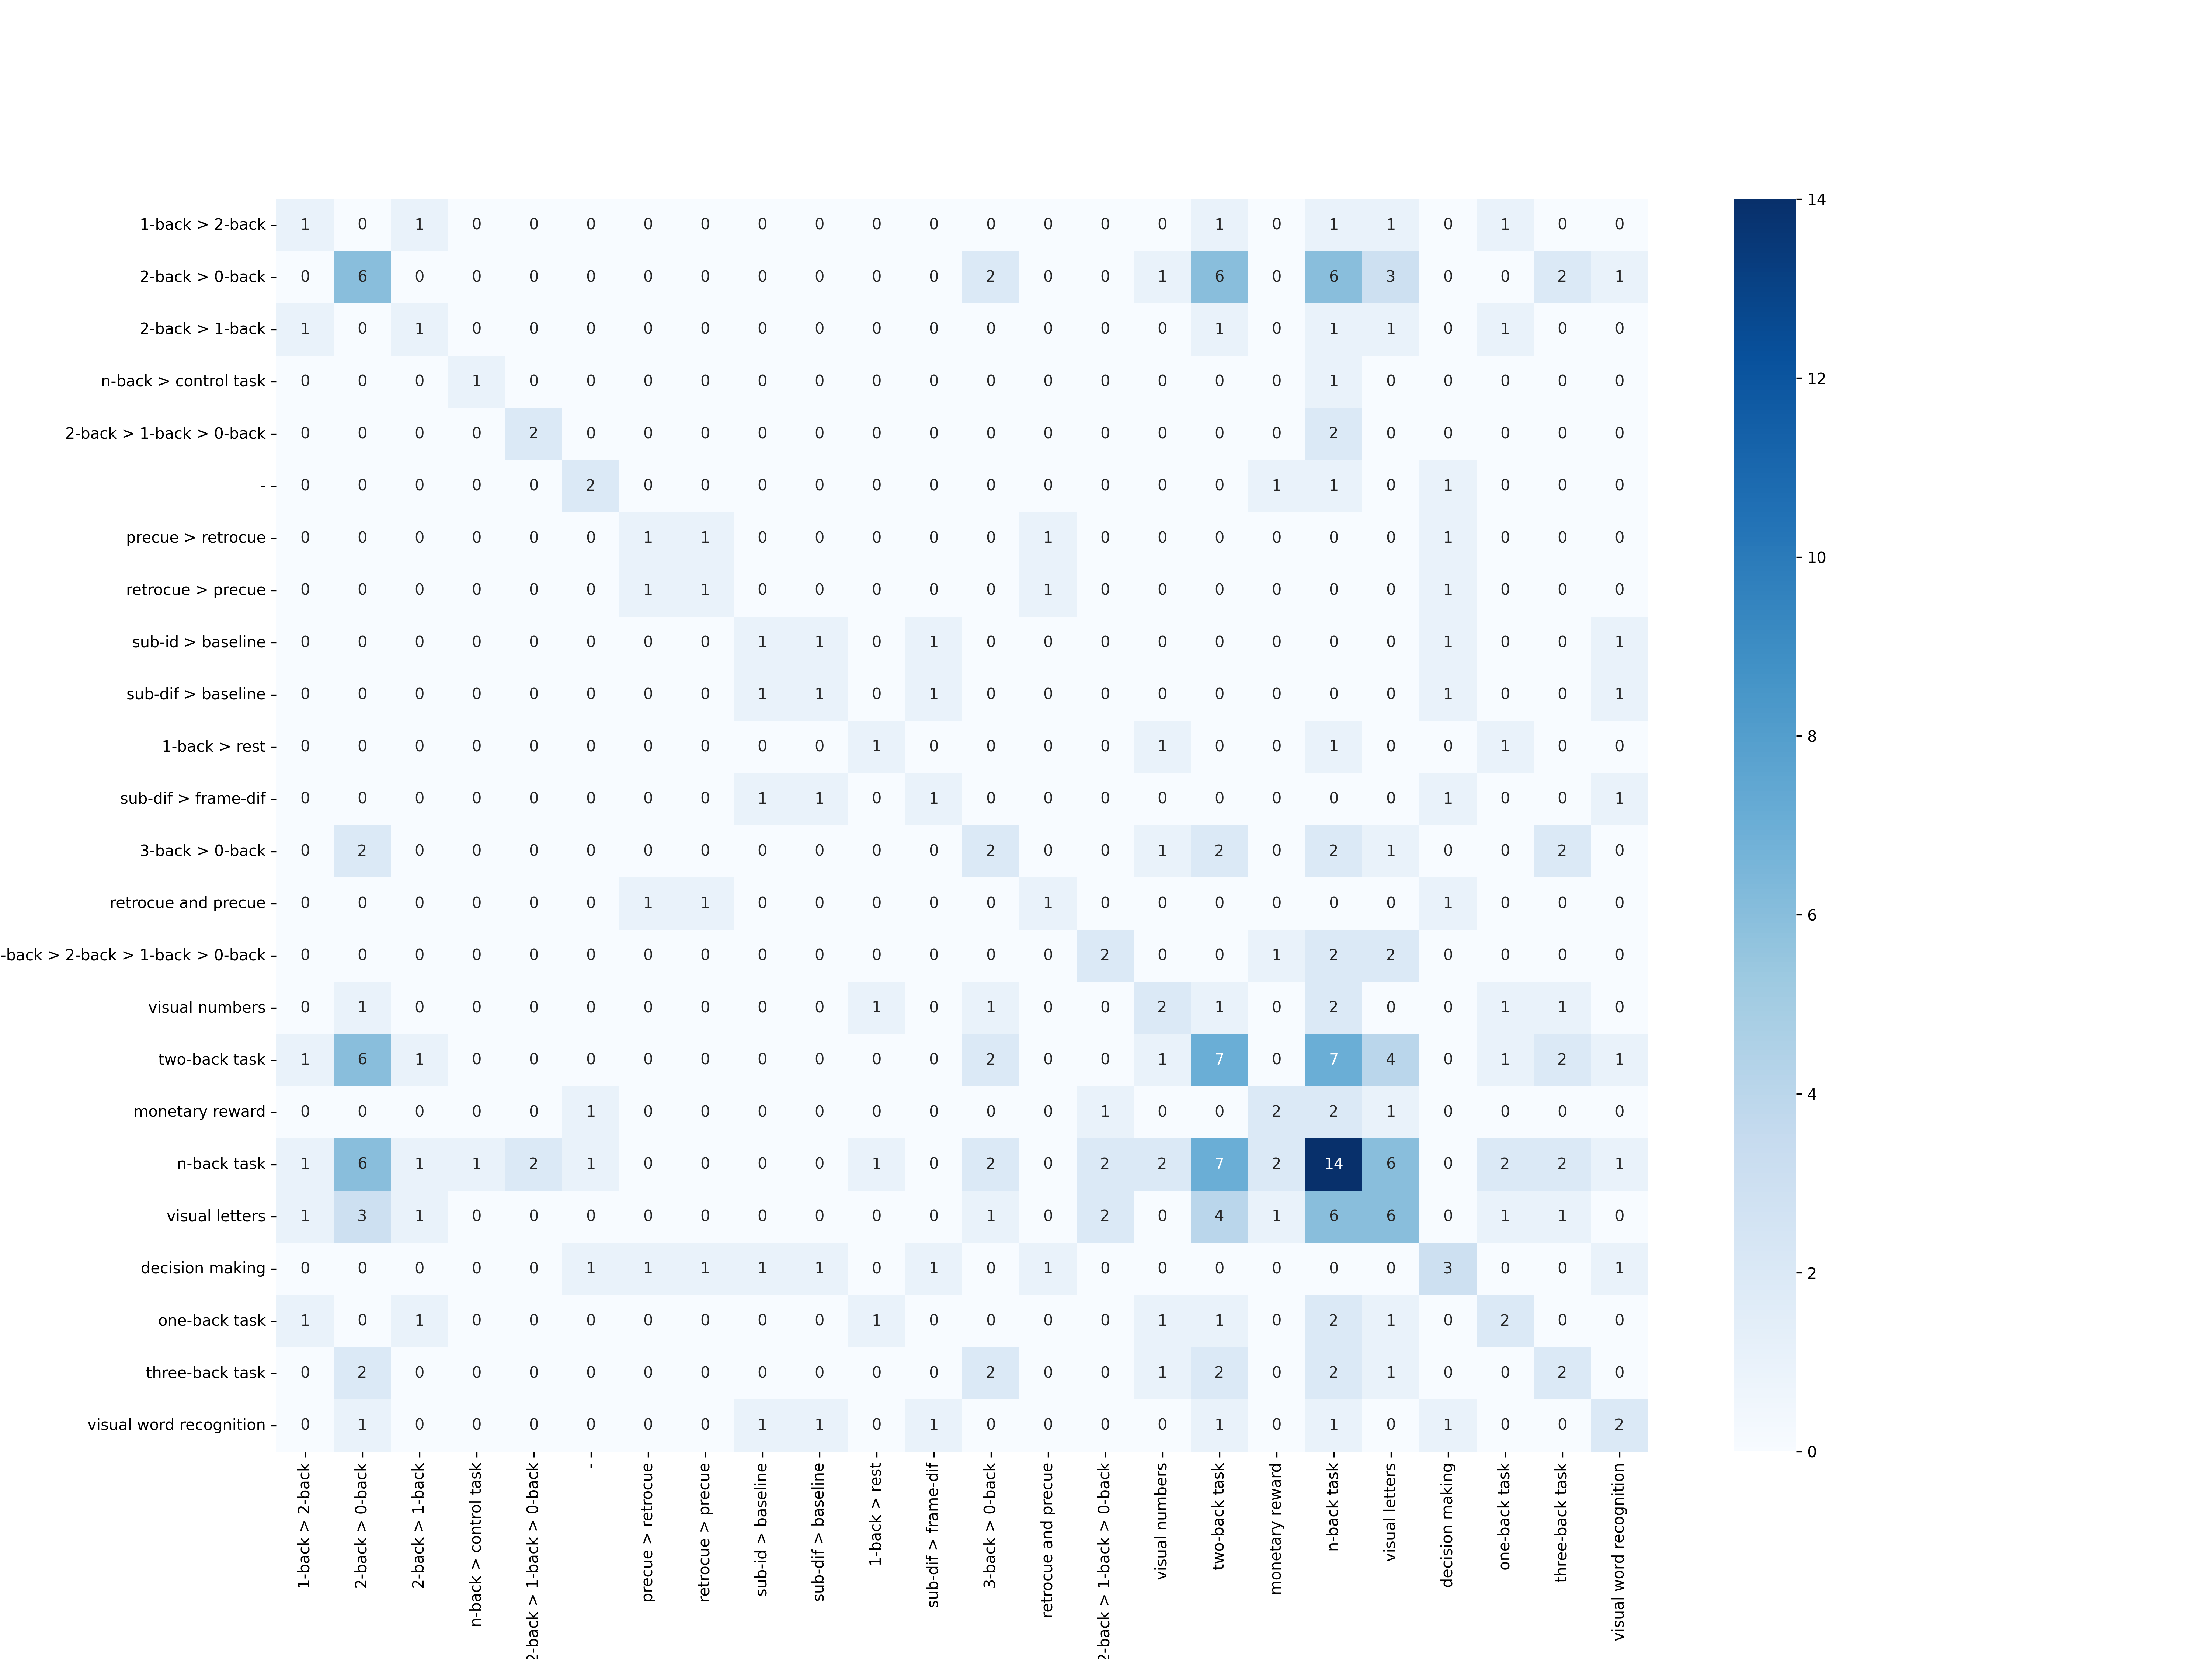 1-back > 2-back 1 0 1 0 0 0 0 0 0 0 0 0 0 0 0 0 1 0 1 1 0 1 0 0
2-back > 0-back 0 6 0 0 0 0 0 0 0 0 0 0 2 0 0 1 6 0 6 3 0 0 2 1
2-back > 1-back 1 0 1 0 0 0 0 0 0 0 0 0 0 0 0 0 1 0 1 1 0 1 0 0
n-back > control task 0 0 0 1 0 0 0 0 0 0 0 0 0 0 0 0 0 0 1 0 0 0 0 0
2-back > 1-back > 0-back 0 0 0 0 2 0 0 0 0 0 0 0 0 0 0 0 0 0 2 0 0 0 0 0
- 0 0 0 0 0 2 0 0 0 0 0 0 0 0 0 0 0 1 1 0 1 0 0 0
precue > retrocue 0 0 0 0 0 0 1 1 0 0 0 0 0 1 0 0 0 0 0 0 1 0 0 0
retrocue > precue 0 0 0 0 0 0 1 1 0 0 0 0 0 1 0 0 0 0 0 0 1 0 0 0
sub-id > baseline 0 0 0 0 0 0 0 0 1 1 0 1 0 0 0 0 0 0 0 0 1 0 0 1
sub-dif > baseline 0 0 0 0 0 0 0 0 1 1 0 1 0 0 0 0 0 0 0 0 1 0 0 1
1-back > rest 0 0 0 0 0 0 0 0 0 0 1 0 0 0 0 1 0 0 1 0 0 1 0 0
sub-dif > frame-dif 0 0 0 0 0 0 0 0 1 1 0 1 0 0 0 0 0 0 0 0 1 0 0 1
3-back > 0-back 0 2 0 0 0 0 0 0 0 0 0 0 2 0 0 1 2 0 2 1 0 0 2 0
retrocue and precue 0 0 0 0 0 0 1 1 0 0 0 0 0 1 0 0 0 0 0 0 1 0 0 0
-back > 2-back > 1-back > 0-back 0 0 0 0 0 0 0 0 0 0 0 0 0 0 2 0 0 1 2 2 0 0 0 0
visual numbers 0 1 0 0 0 0 0 0 0 0 1 0 1 0 0 2 1 0 2 0 0 1 1 0
two-back task 1 6 1 0 0 0 0 0 0 0 0 0 2 0 0 1 7 0 7 4 0 1 2 1
monetary reward 0 0 0 0 0 1 0 0 0 0 0 0 0 0 1 0 0 2 2 1 0 0 0 0
n-back task 1 6 1 1 2 1 0 0 0 0 1 0 2 0 2 2 7 2 14 6 0 2 2 1
visual letters 1 3 1 0 0 0 0 0 0 0 0 0 1 0 2 0 4 1 6 6 0 1 1 0
decision making 0 0 0 0 0 1 1 1 1 1 0 1 0 1 0 0 0 0 0 0 3 0 0 1
one-back task 1 0 1 0 0 0 0 0 0 0 1 0 0 0 0 1 1 0 2 1 0 2 0 0
three-back task 0 2 0 0 0 0 0 0 0 0 0 0 2 0 0 1 2 0 2 1 0 0 2 0
visual word recognition 0 1 0 0 0 0 0 0 1 1 0 1 0 0 0 0 1 0 1 0 1 0 0 2
1-back > 2-back
2-back > 0-back
2-back > 1-back
n-back > control task
2-back > 1-back > 0-back
-
precue > retrocue
retrocue > precue
sub-id > baseline
sub-dif > baseline
1-back > rest
sub-dif > frame-dif
3-back > 0-back
retrocue and precue
2-back > 1-back > 0-back
visual numbers
two-back task
monetary reward
n-back task
visual letters
decision making
one-back task
three-back task
visual word recognition
14
12
10
8
6
4
2
0